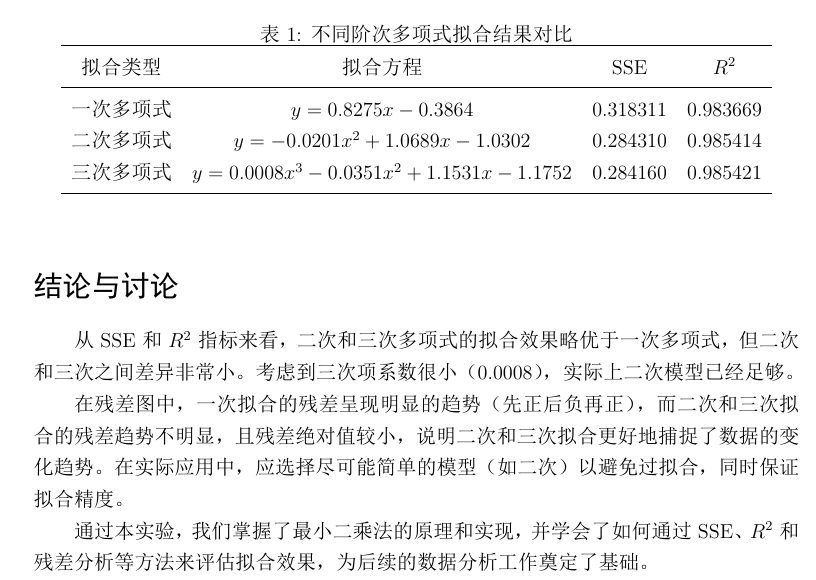 表 1: 不同阶次多项式拟合结果对比
拟合类型 拟合方程 SSE R²
一次多项式 y = 0.8275x − 0.3864 0.318311 0.983669
二次多项式 y = −0.0201x² + 1.0689x − 1.0302 0.284310 0.985414
三次多项式 y = 0.0008x³ − 0.0351x² + 1.1531x − 1.1752 0.284160 0.985421
结论与讨论
从 SSE 和 R² 指标来看，二次和三次多项式的拟合效果略优于一次多项式，但二次
和三次之间差异非常小。考虑到三次项系数很小（0.0008），实际上二次模型已经足够。
在残差图中，一次拟合的残差呈现明显的趋势（先正后负再正），而二次和三次拟
合的残差趋势不明显，且残差绝对值较小，说明二次和三次拟合更好地捕捉了数据的变
化趋势。在实际应用中，应选择尽可能简单的模型（如二次）以避免过拟合，同时保证
拟合精度。
通过本实验，我们掌握了最小二乘法的原理和实现，并学会了如何通过 SSE、R² 和
残差分析等方法来评估拟合效果，为后续的数据分析工作奠定了基础。